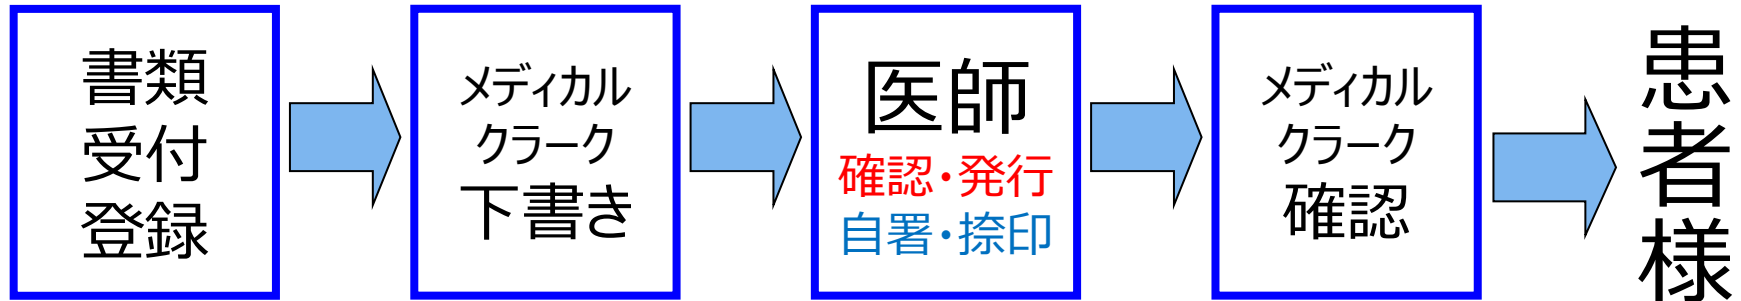 書類
受付
登録
メディカル
クラーク
下書き
医師
確認・発行
自署・捺印
メディカル
クラーク
確認
患者様